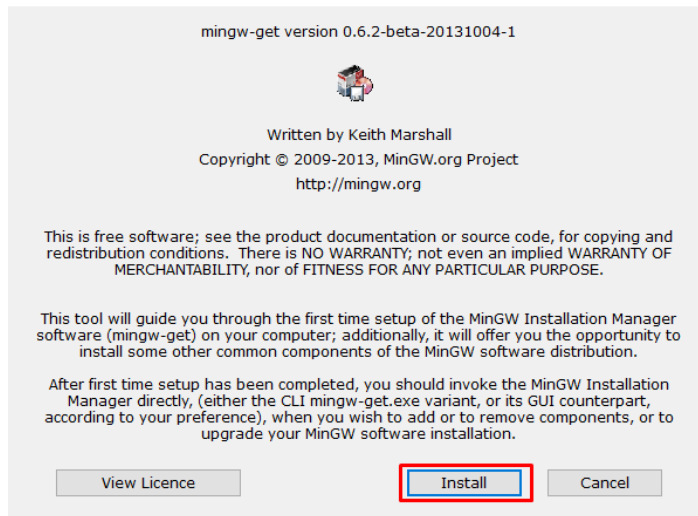 mingw-get version 0.6.2-beta-20131004-1
Written by Keith Marshall
Copyright © 2009-2013, MinGW.org Project
http://mingw.org
This is free software; see the product documentation or source code, for copying and
redistribution conditions.  There is NO WARRANTY; not even an implied WARRANTY OF
MERCHANTABILITY, nor of FITNESS FOR ANY PARTICULAR PURPOSE.
This tool will guide you through the first time setup of the MinGW Installation Manager
software (mingw-get) on your computer; additionally, it will offer you the opportunity to
install some other common components of the MinGW software distribution.
After first time setup has been completed, you should invoke the MinGW Installation
Manager directly, (either the CLI mingw-get.exe variant, or its GUI counterpart,
according to your preference), when you wish to add or to remove components, or to
upgrade your MinGW software installation.
View Licence Install Cancel